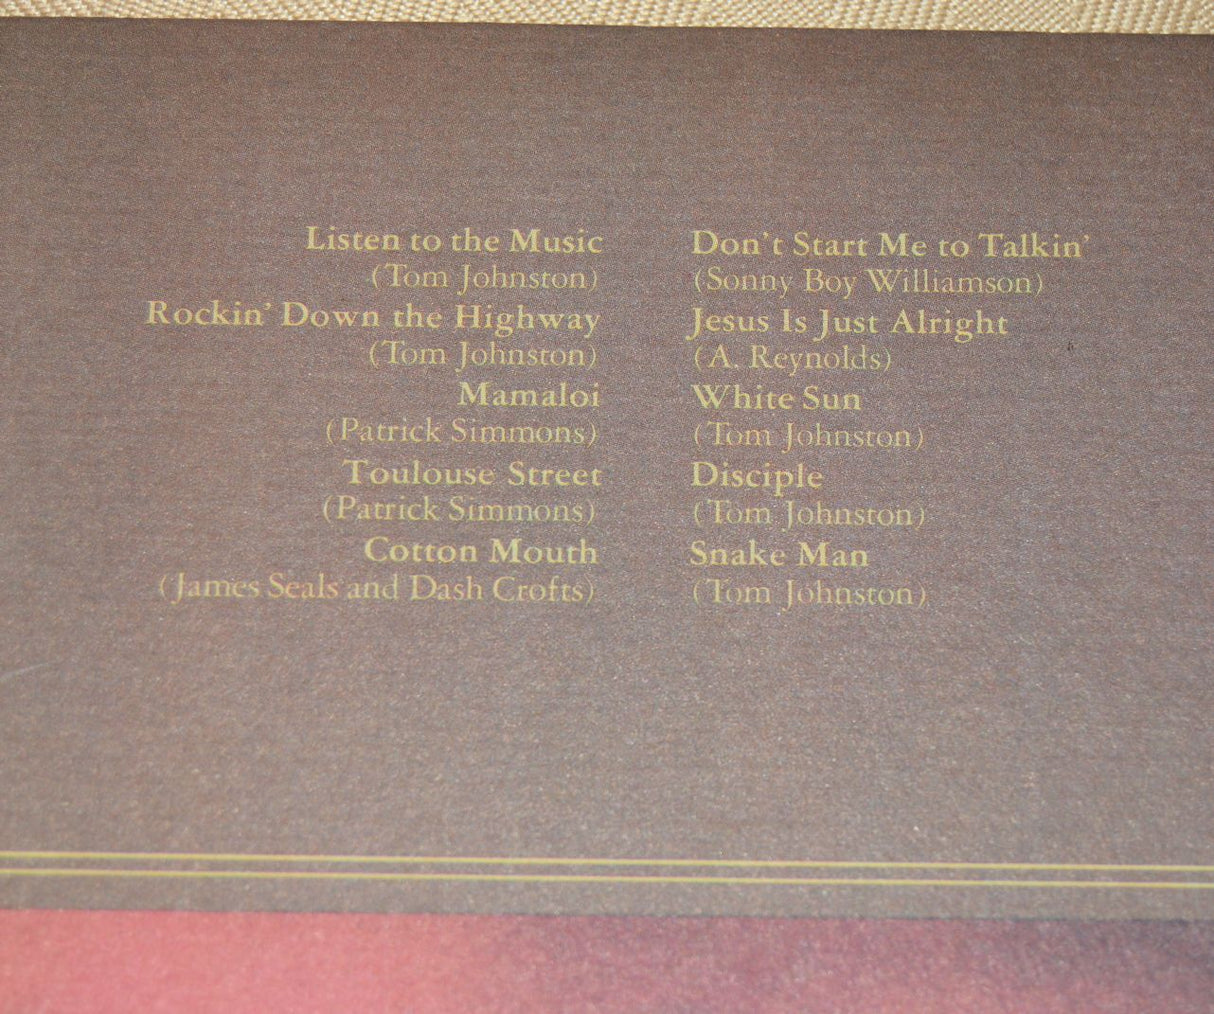 Listen to the Music
(Tom Johnston)
Rockin' Down the Highway
(Tom Johnston)
Mamaloi
(Patrick Simmons)
Toulouse Street
(Patrick Simmons)
Cotton Mouth
(James Seals and Dash Crofts)
Don't Start Me to Talkin'
(Sonny Boy Williamson)
Jesus Is Just Alright
(A. Reynolds)
White Sun
(Tom Johnston)
Disciple
(Tom Johnston)
Snake Man
(Tom Johnston)